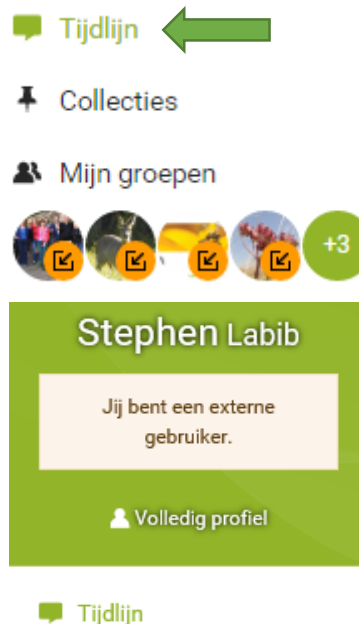 Tijdlijn
Collecties
Mijn groepen
+3
Stephen Labib
Jij bent een externe
gebruiker.
Volledig profiel
Tijdlijn